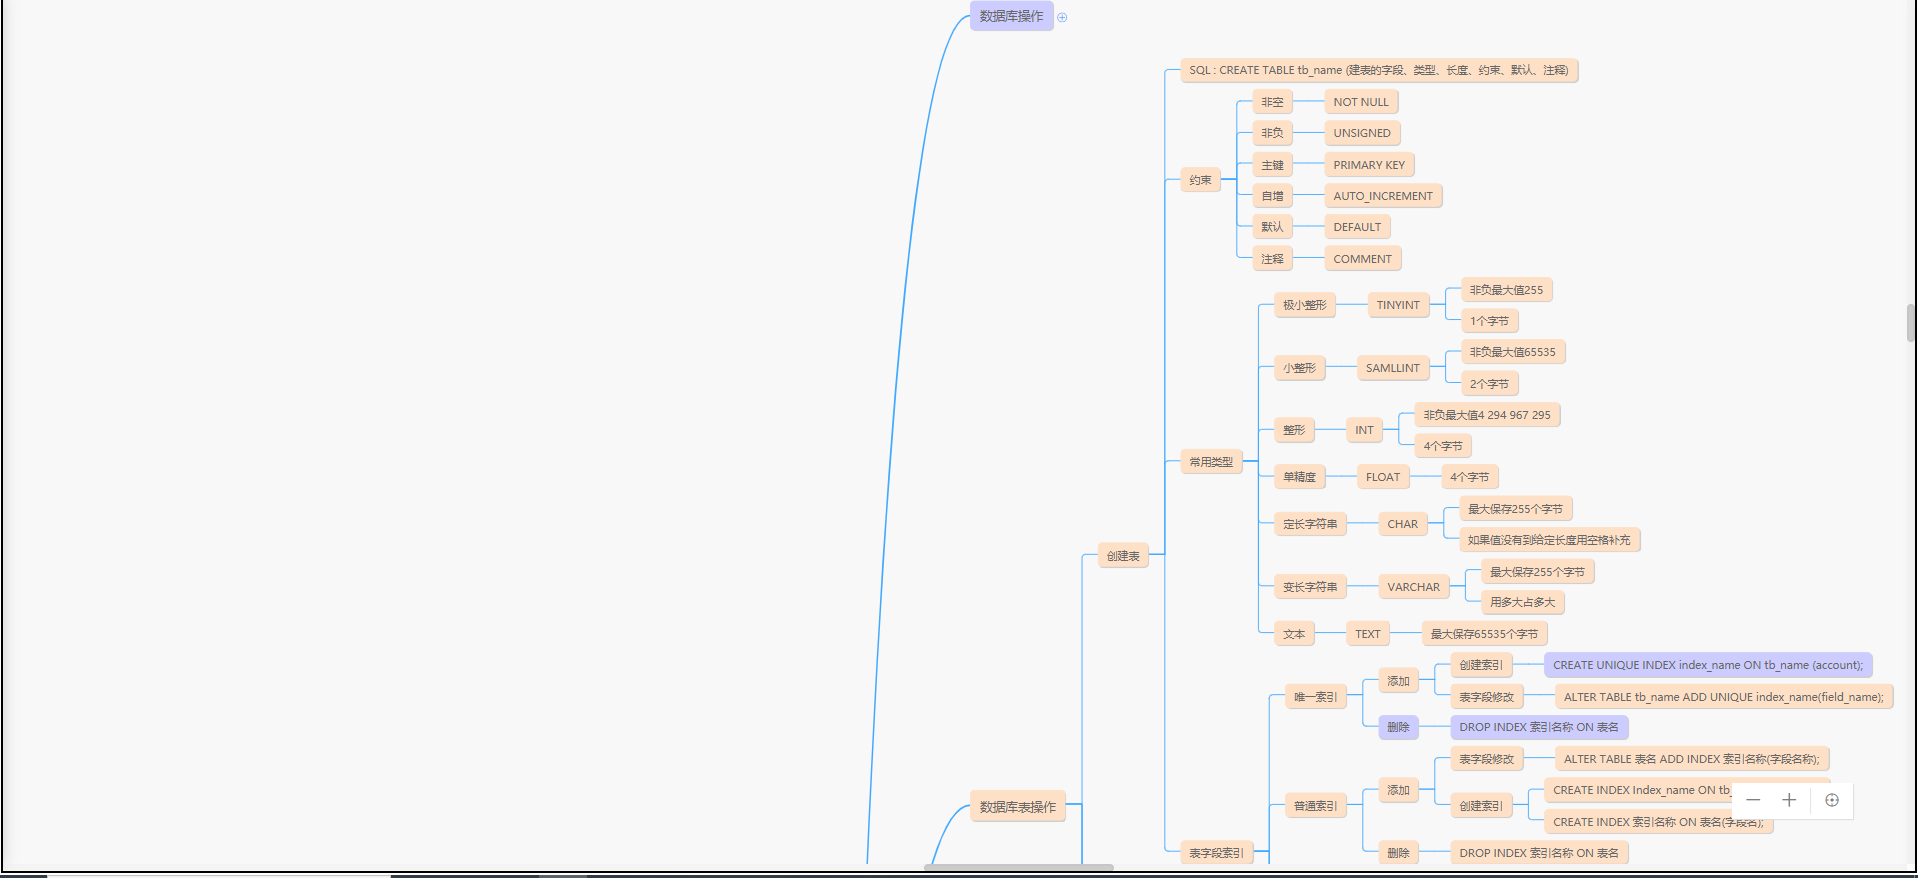 数据库操作
SQL : CREATE TABLE tb_name (建表的字段、类型、长度、约束、默认、注释)
非空
NOT NULL
非负
UNSIGNED
主键
PRIMARY KEY
约束
自增
AUTO_INCREMENT
默认
DEFAULT
注释
COMMENT
极小整形
TINYINT
非负最大值255
1个字节
小整形
SAMLLINT
非负最大值65535
2个字节
整形
INT
非负最大值4 294 967 295
4个字节
常用类型
单精度
FLOAT
4个字节
定长字符串
CHAR
最大保存255个字节
如果值没有到给定长度用空格补充
创建表
变长字符串
VARCHAR
最大保存255个字节
用多大占多大
文本
TEXT
最大保存65535个字节
唯一索引
添加
创建索引
CREATE UNIQUE INDEX index_name ON tb_name (account);
表字段修改
ALTER TABLE tb_name ADD UNIQUE index_name(field_name);
删除
DROP INDEX 索引名称 ON 表名
数据库表操作
普通索引
添加
表字段修改
ALTER TABLE 表名 ADD INDEX 索引名称(字段名称);
创建索引
CREATE INDEX Index_name ON tb_
CREATE INDEX 索引名称 ON 表名(字段名);
表字段索引
删除
DROP INDEX 索引名称 ON 表名